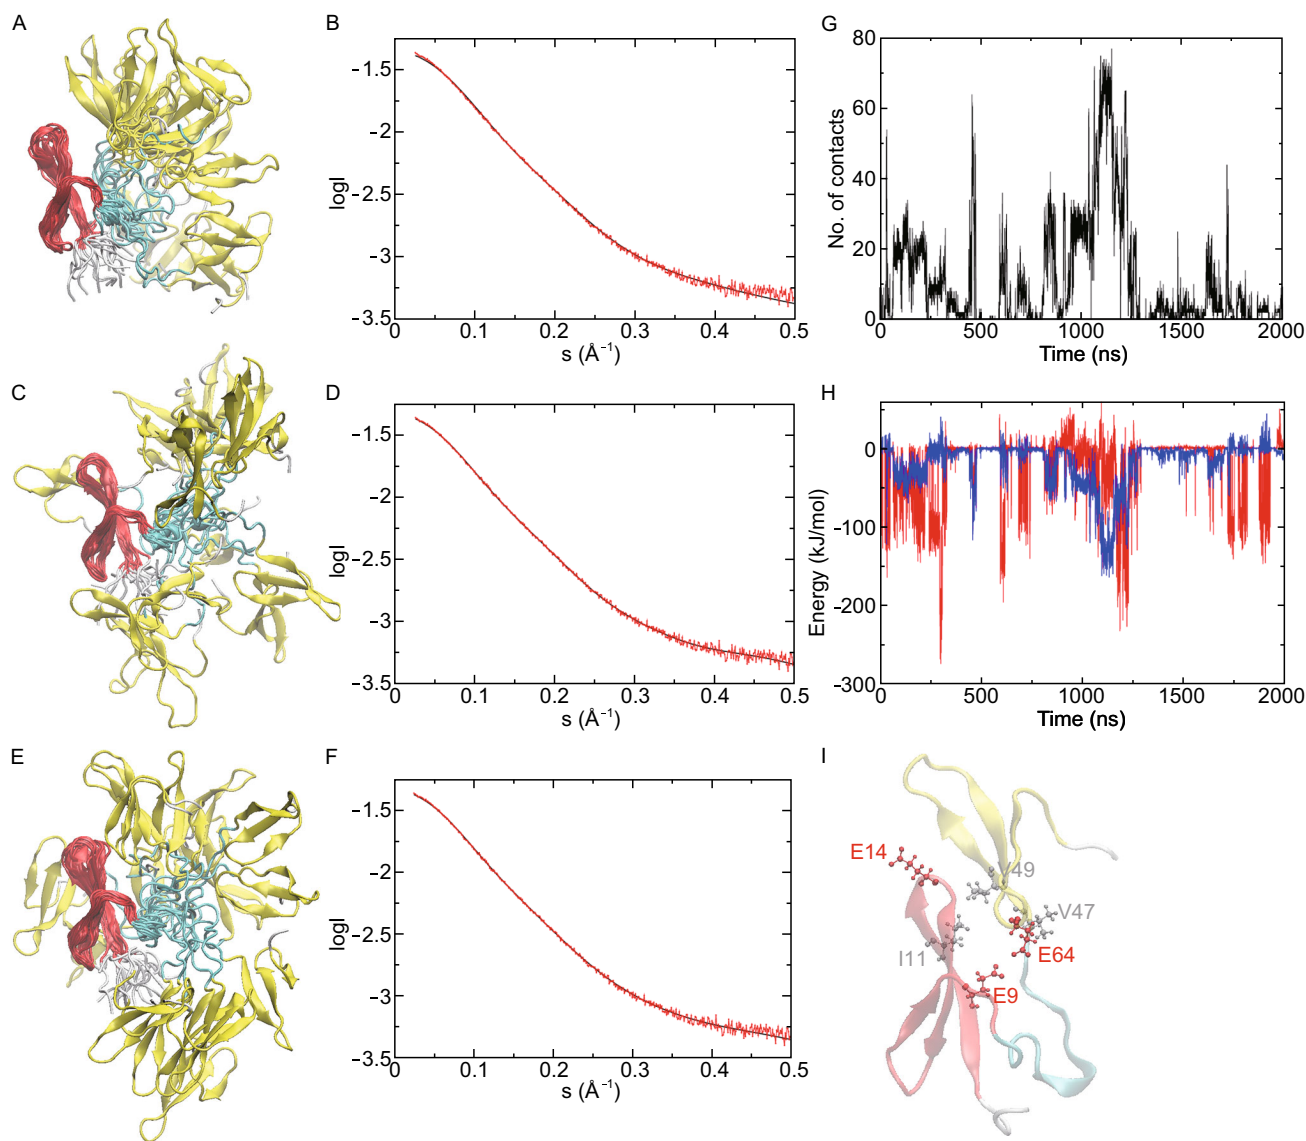 A
B
−1.5
−2
−2.5
−3
−3.5
logI
0.1
0.2
0.3
0.4
0.5
s (Å⁻¹)
G
80
60
40
20
0
No. of contacts
0
500
1000
1500
2000
Time (ns)
C
D
−1.5
−2
−2.5
−3
−3.5
logI
0.1
0.2
0.3
0.4
0.5
s (Å⁻¹)
H
0
−100
−200
−300
Energy (kJ/mol)
0
500
1000
1500
2000
Time (ns)
E
F
−1.5
−2
−2.5
−3
−3.5
logI
0.1
0.2
0.3
0.4
0.5
s (Å⁻¹)
I
E14
V49
V47
I11
E64
E9